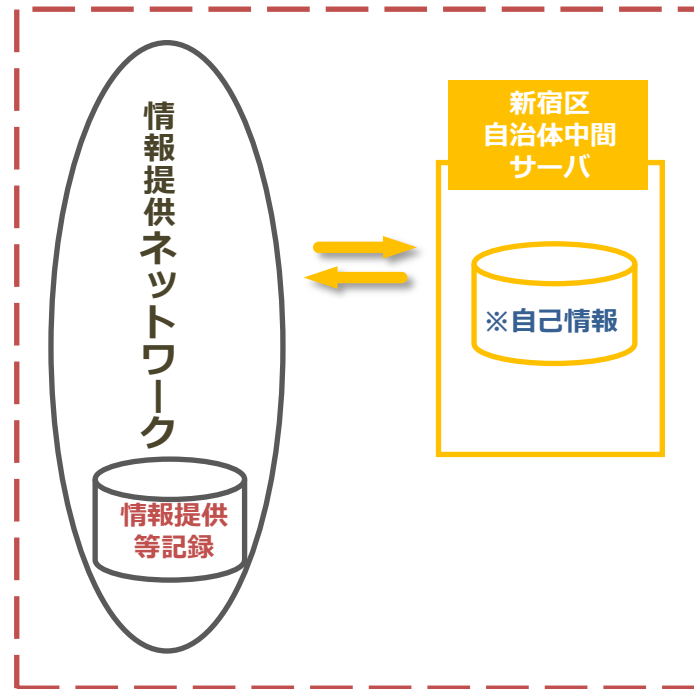 情報提供ネットワーク
情報提供
等記録
新宿区
自治体中間
サーバ
※自己情報